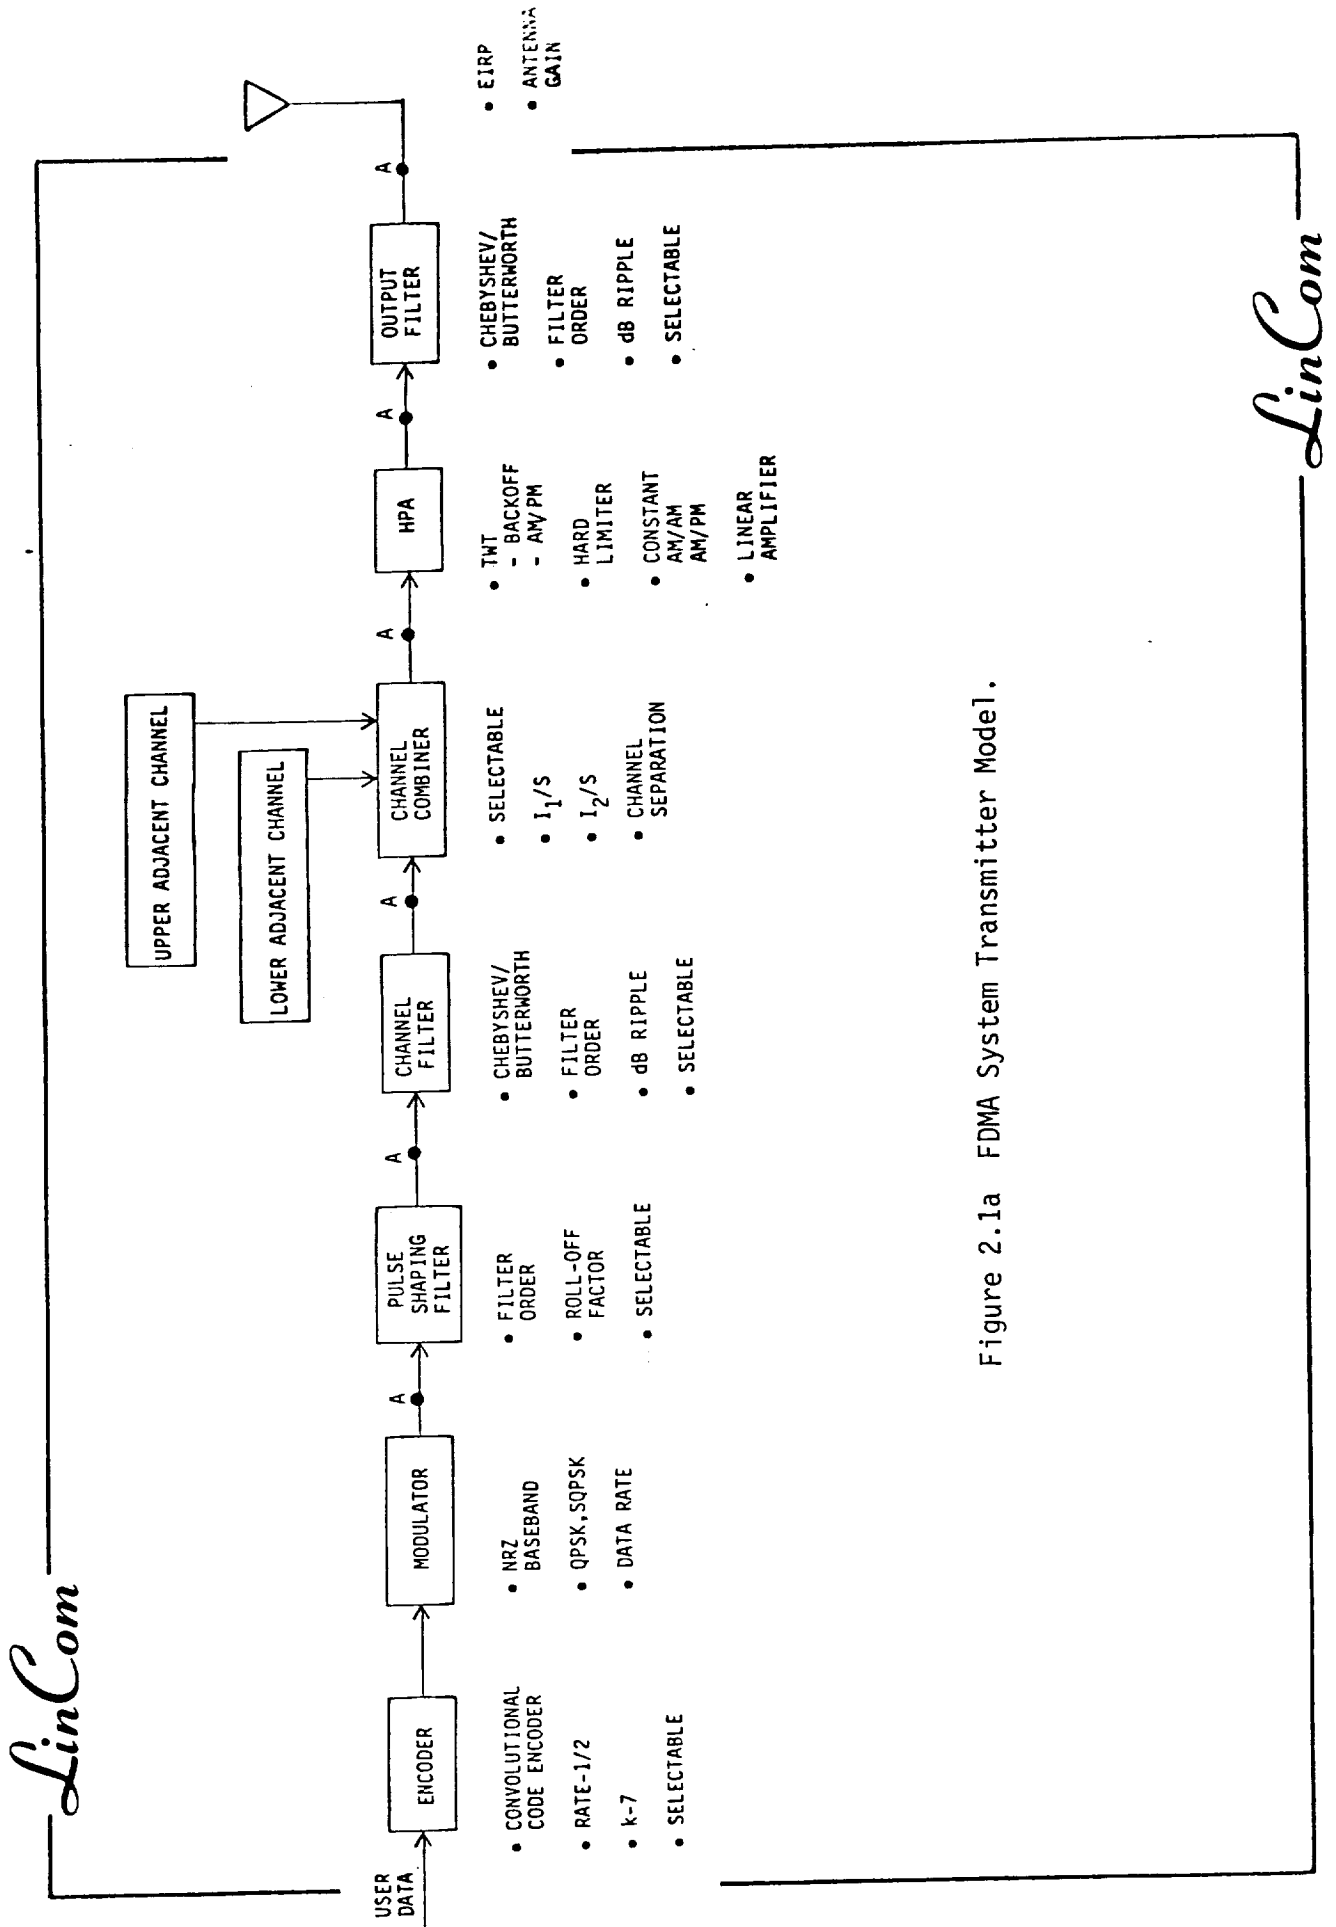 LinCom
USER
DATA
ENCODER
• CONVOLUTIONAL
CODE ENCODER
• RATE-1/2
• k-7
• SELECTABLE
MODULATOR
• NRZ
BASEBAND
• QPSK,SQPSK
• DATA RATE
A
PULSE
SHAPING
FILTER
• FILTER
ORDER
• ROLL-OFF
FACTOR
• SELECTABLE
A
CHANNEL
FILTER
• CHEBYSHEV/
BUTTERWORTH
• FILTER
ORDER
• dB RIPPLE
• SELECTABLE
A
UPPER ADJACENT CHANNEL
LOWER ADJACENT CHANNEL
CHANNEL
COMBINER
• SELECTABLE
• I₁/S
• I₂/S
• CHANNEL
SEPARATION
A
HPA
• TWT
- BACKOFF
- AM/PM
• HARD
LIMITER
• CONSTANT
AM/AM
AM/PM
• LINEAR
AMPLIFIER
A
OUTPUT
FILTER
• CHEBYSHEV/
BUTTERWORTH
• FILTER
ORDER
• dB RIPPLE
• SELECTABLE
A
• EIRP
• ANTENNA
GAIN
Figure 2.1a FDMA System Transmitter Model.
LinCom